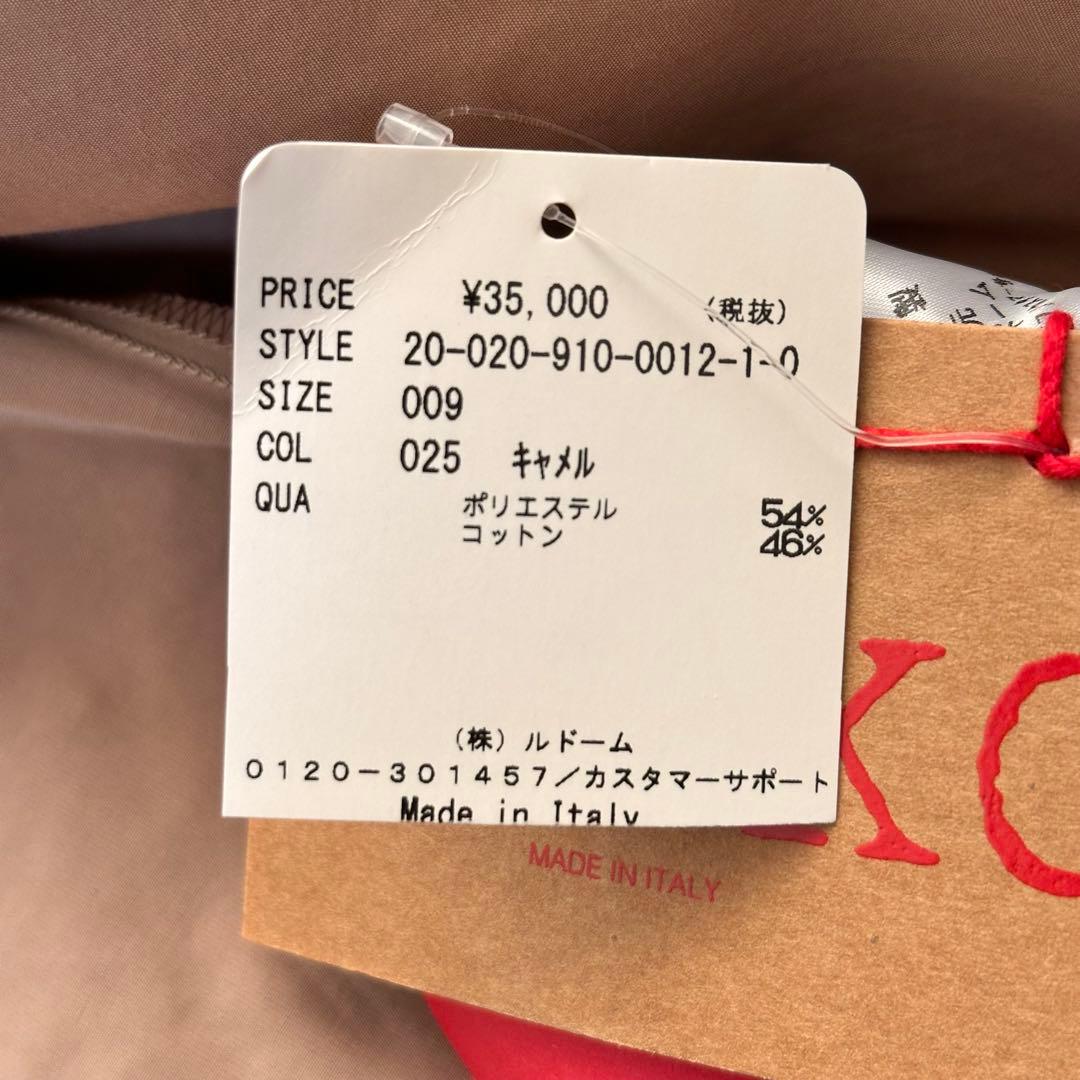 PRICE ¥35,000 (税抜)
STYLE 20-020-910-0012-1-0
SIZE 009
COL 025 キャメル
QUA ポリエステル 54%
コットン 46%
(株)ルドーム
0120-301457/カスタマーサポート
Made in Italy
KO
MADE IN ITALY